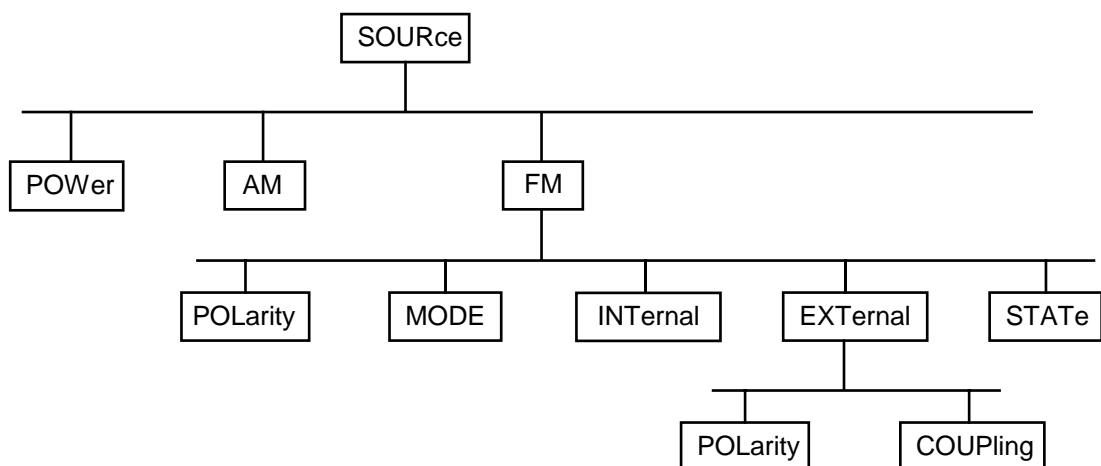 SOURce
POWer
AM
FM
POLarity
MODE
INTernal
EXTernal
STATe
POLarity
COUPling